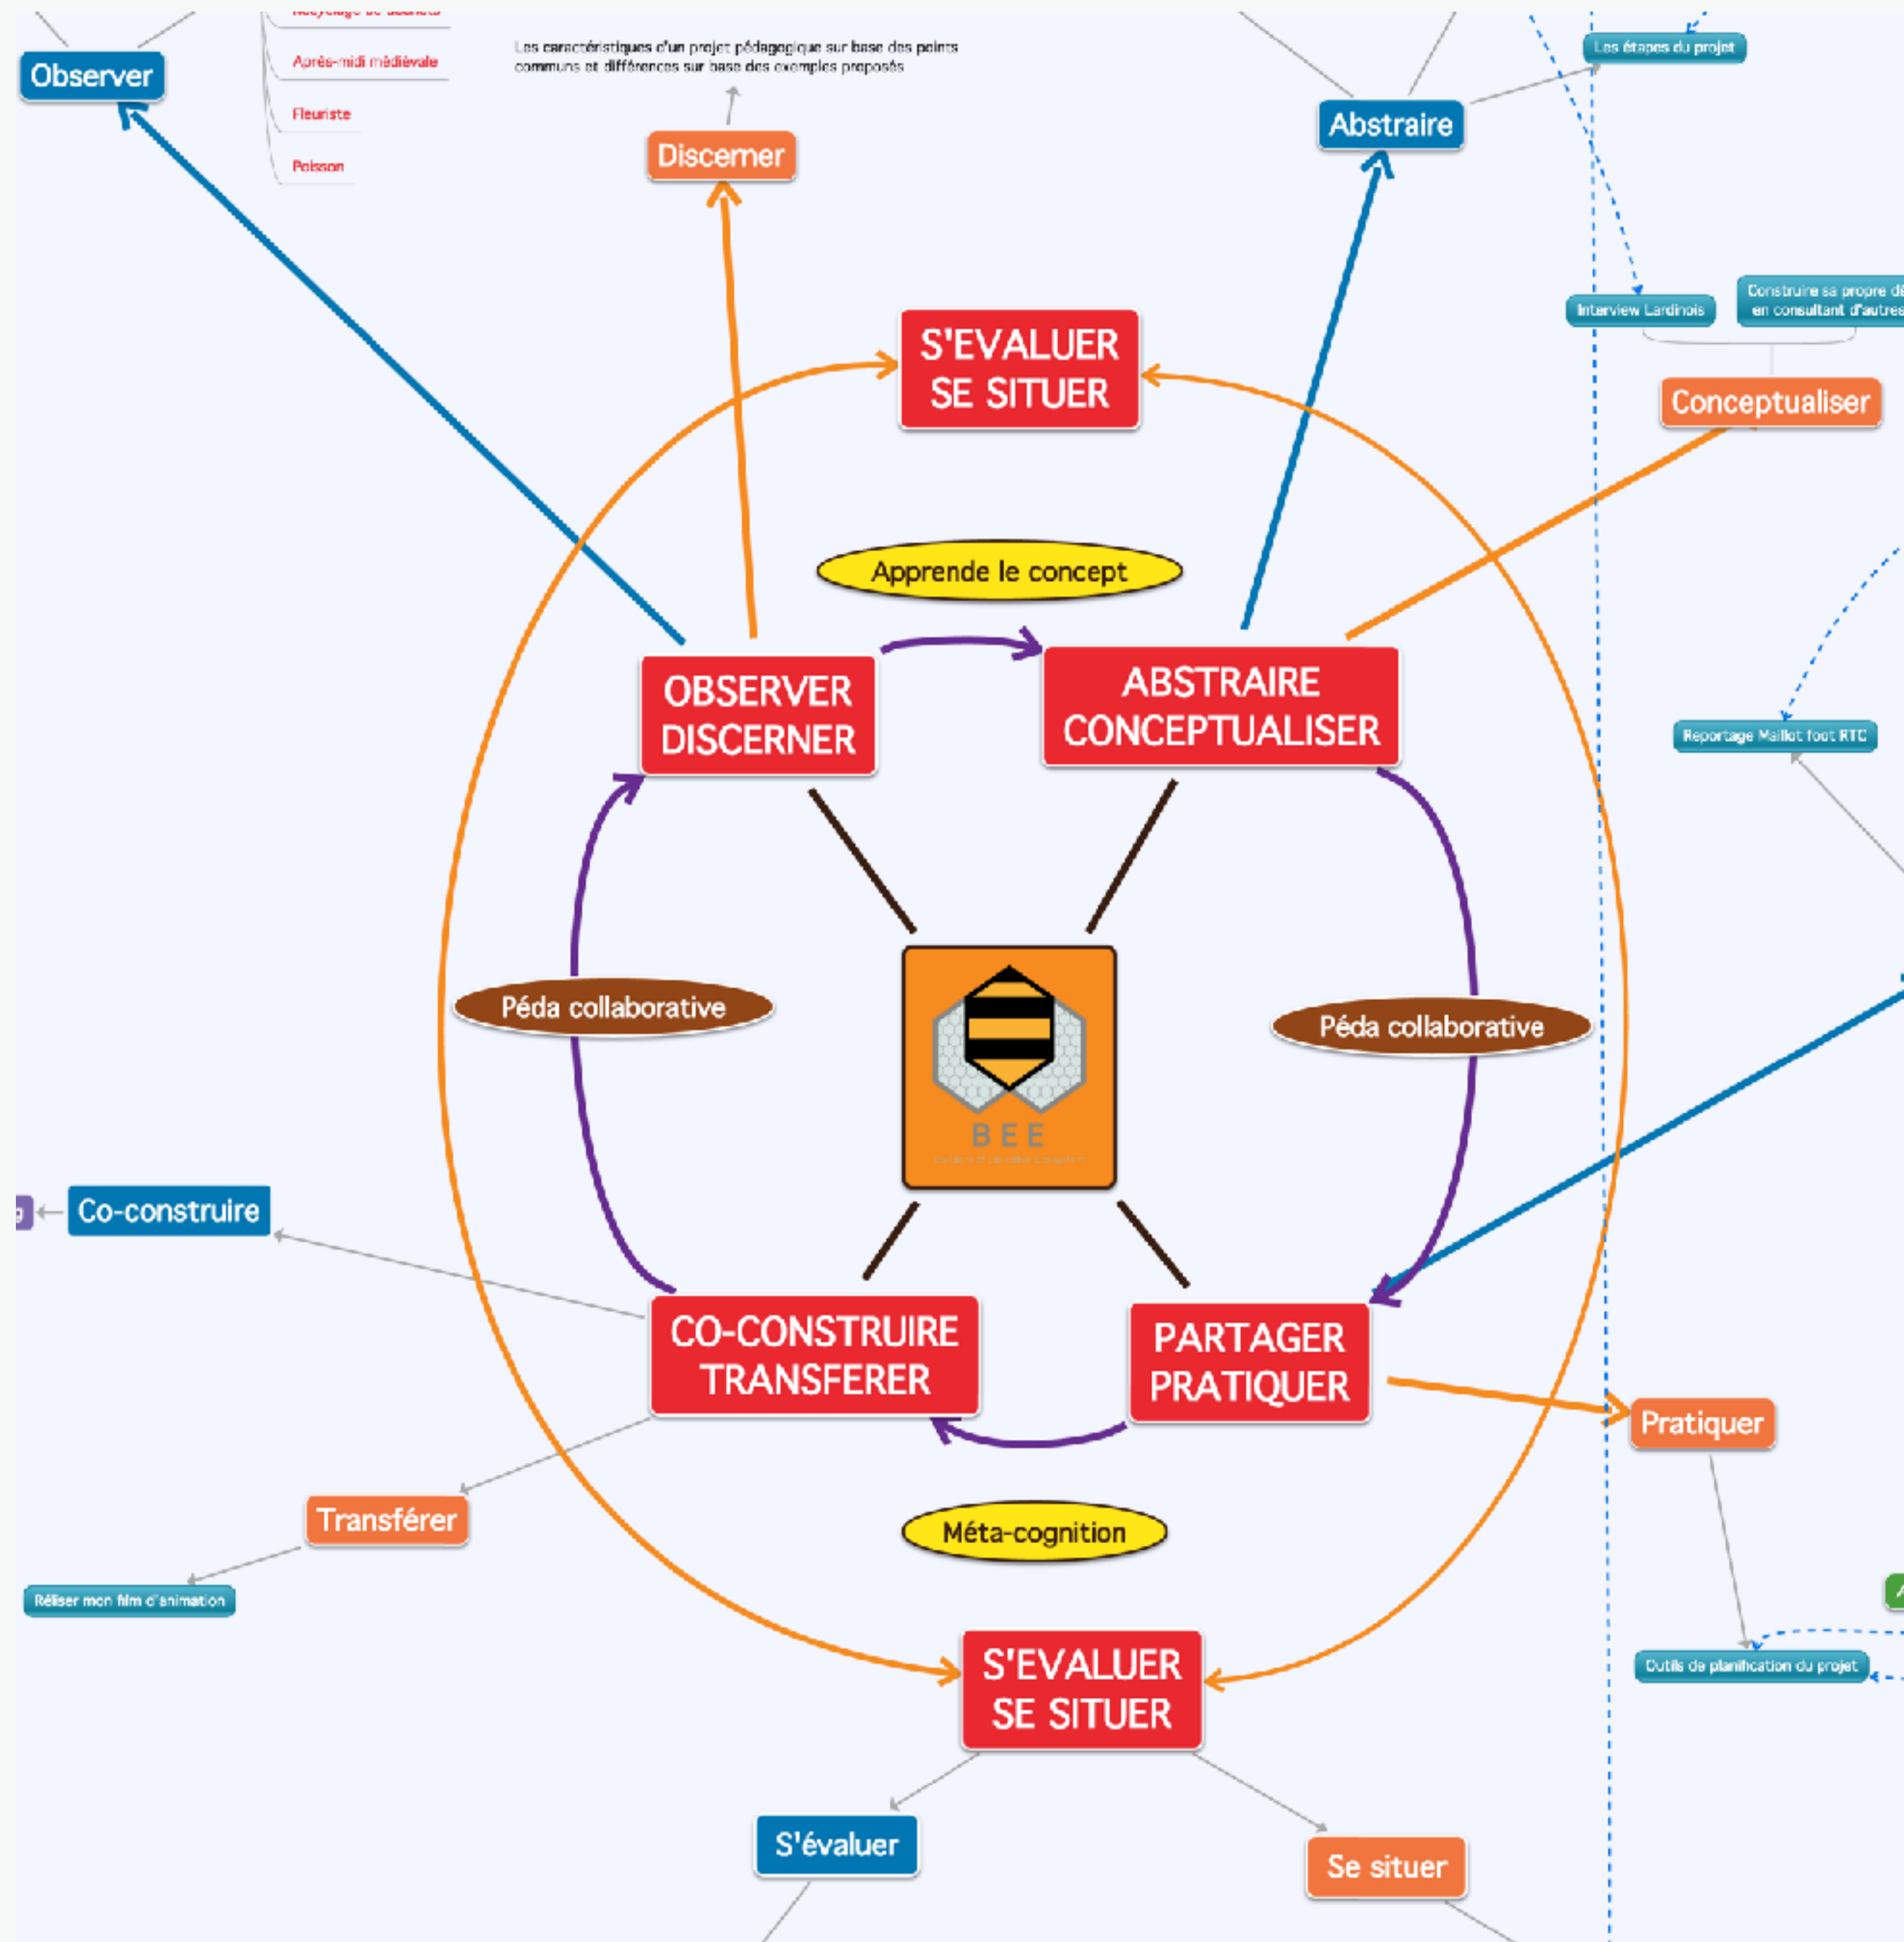 Recyclage de déchets
Observer
Après-midi médiévale
Fleuriste
Poisson
Les caractéristiques d'un projet pédagogique sur base des points
communs et différences sur base des exemples proposés
Discerner
Abstraire
Les étapes du projet
Interview Lardinois
Construire sa propre dé
en consultant d'autres
Conceptualiser
S'EVALUER
SE SITUER
Apprende le concept
OBSERVER
DISCERNER
ABSTRAIRE
CONCEPTUALISER
Reportage Maillot foot RTC
Péda collaborative
Péda collaborative
BEE
Co-construire
CO-CONSTRUIRE
TRANSFERER
PARTAGER
PRATIQUER
Pratiquer
Transférer
Méta-cognition
Réliser mon film d'animation
S'EVALUER
SE SITUER
Outils de planification du projet
S'évaluer
Se situer